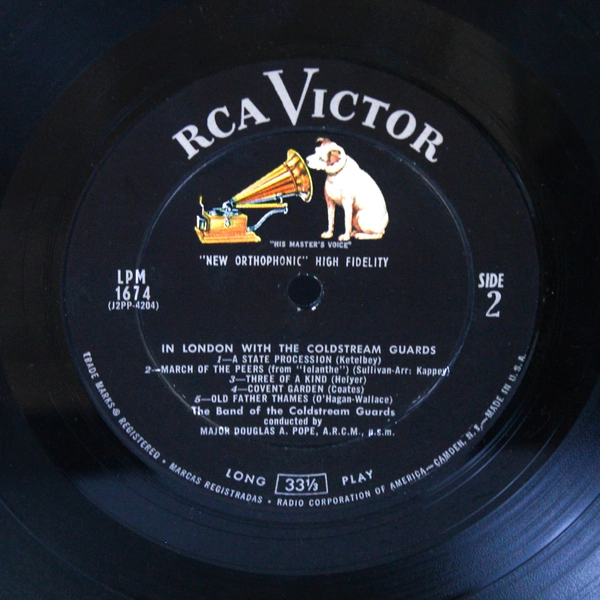 RCA VICTOR
"HIS MASTER'S VOICE"
"NEW ORTHOPHONIC" HIGH FIDELITY
LPM
1674
(J2PP-4204)
SIDE
2
IN LONDON WITH THE COLDSTREAM GUARDS
1—A STATE PROCESSION (Ketelbey)
2—MARCH OF THE PEERS (from "Iolanthe") (Sullivan-Arr: Kappey)
3—THREE OF A KIND (Helyer)
4—COVENT GARDEN (Coates)
5—OLD FATHER THAMES (O'Hagan-Wallace)
The Band of the Coldstream Guards
conducted by
MAJOR DOUGLAS A. POPE, A.R.C.M., p.s.m.
LONG 33⅓ PLAY
TRADE MARKS ® REGISTERED • MARCAS REGISTRADAS • RADIO CORPORATION OF AMERICA—CAMDEN, N. J.—MADE IN U.S.A.